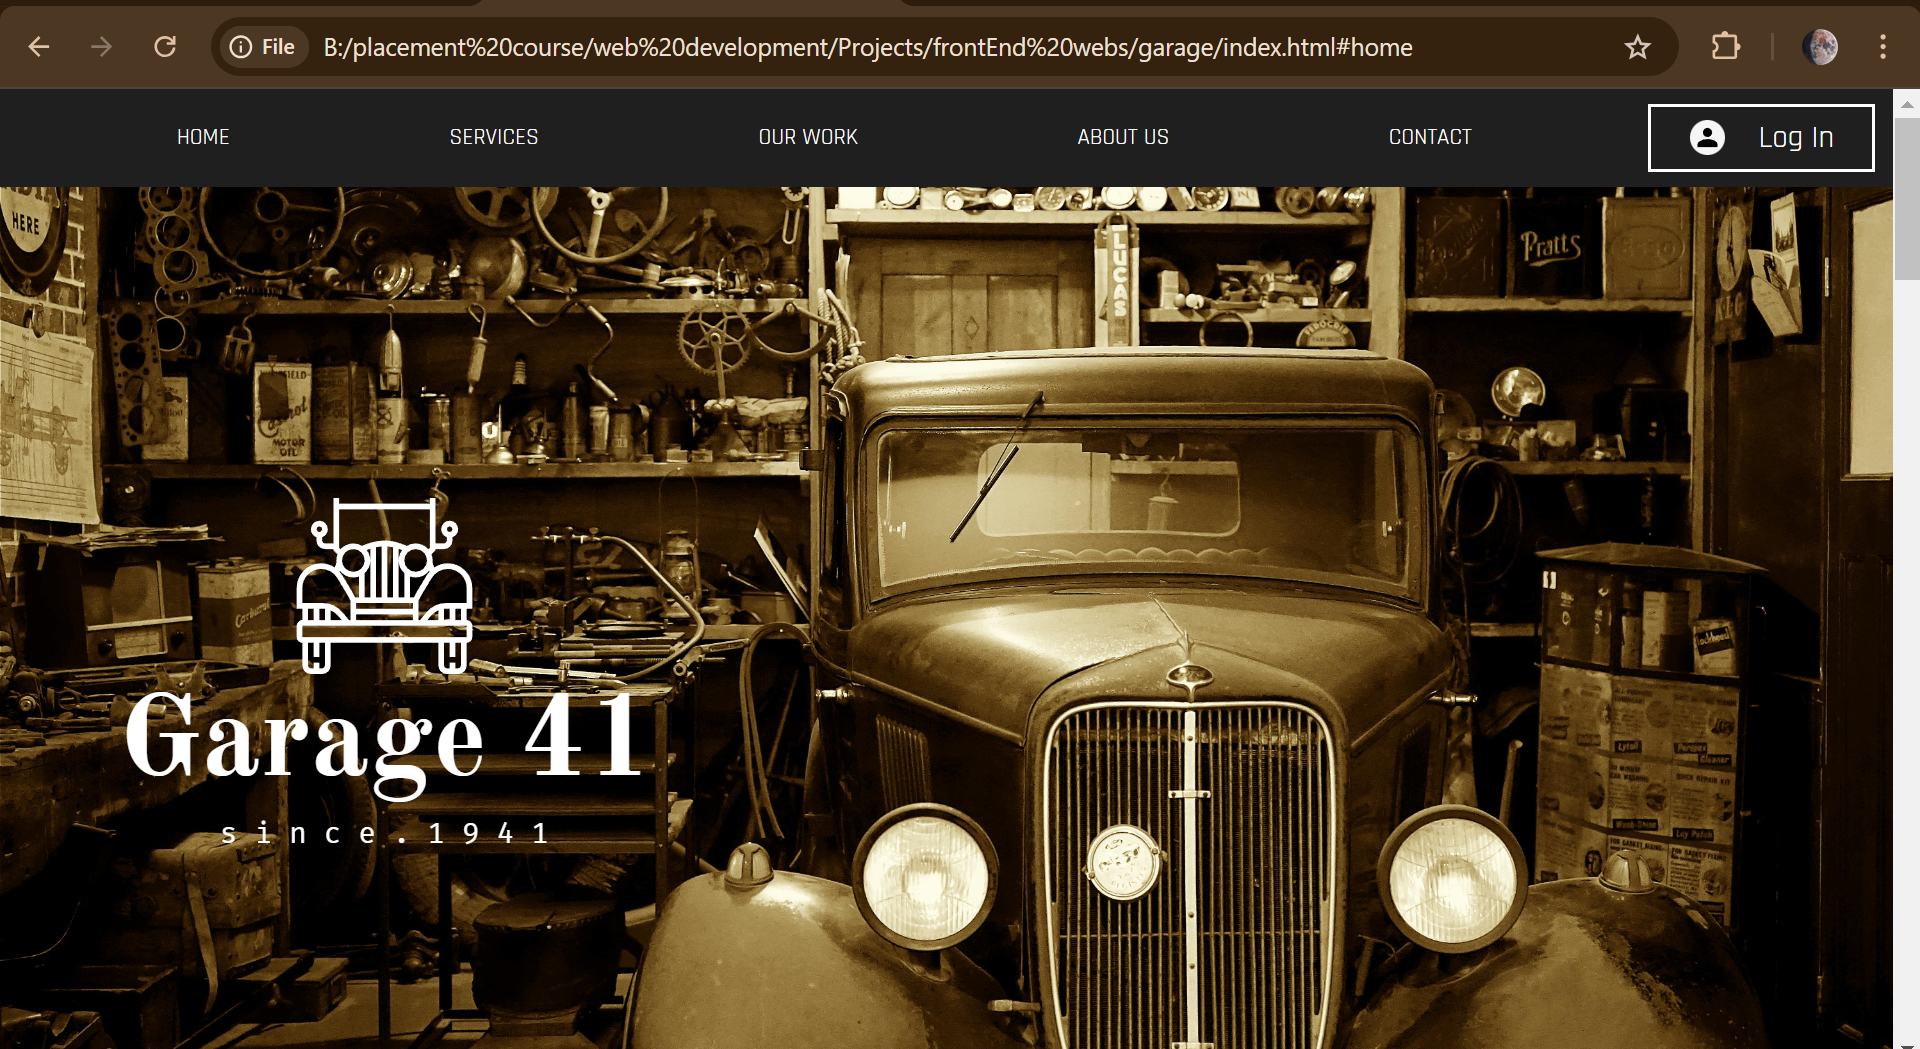 File
B:/placement%20course/web%20development/Projects/frontEnd%20webs/garage/index.html#home
HOME
SERVICES
OUR WORK
ABOUT US
CONTACT
Log In
HERE
Pratts
LUCAS
KLG
MOTOR
OIL
Garage 41
since.1941